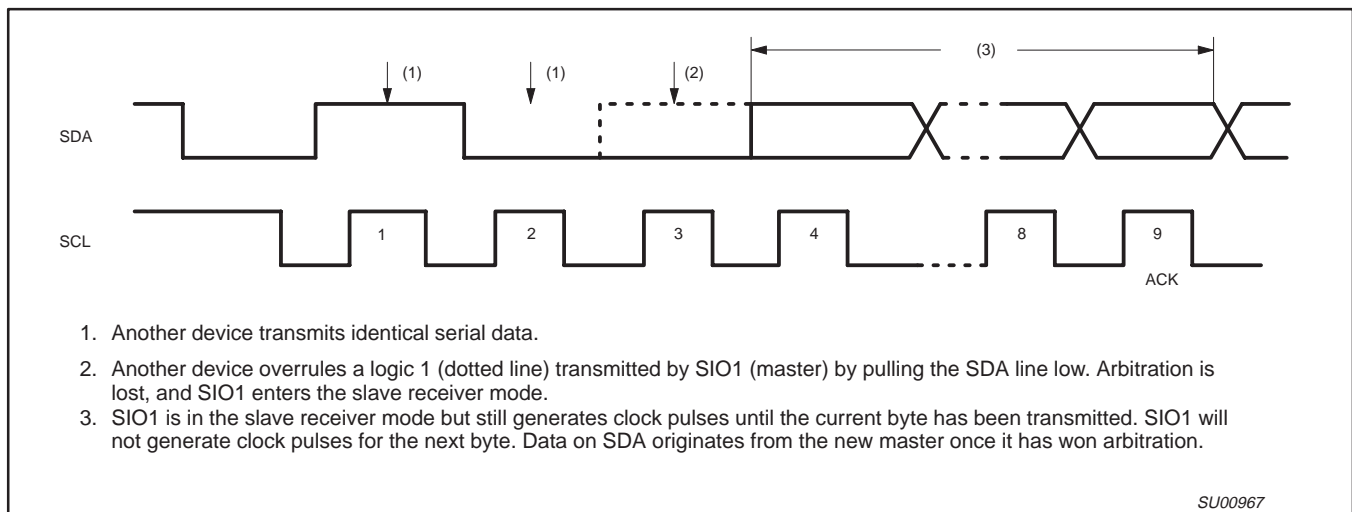 (3)
(1) (1) (2)
SDA
SCL
1 2 3 4 8 9
ACK
1. Another device transmits identical serial data.
2. Another device overrules a logic 1 (dotted line) transmitted by SIO1 (master) by pulling the SDA line low. Arbitration is
lost, and SIO1 enters the slave receiver mode.
3. SIO1 is in the slave receiver mode but still generates clock pulses until the current byte has been transmitted. SIO1 will
not generate clock pulses for the next byte. Data on SDA originates from the new master once it has won arbitration.
SU00967